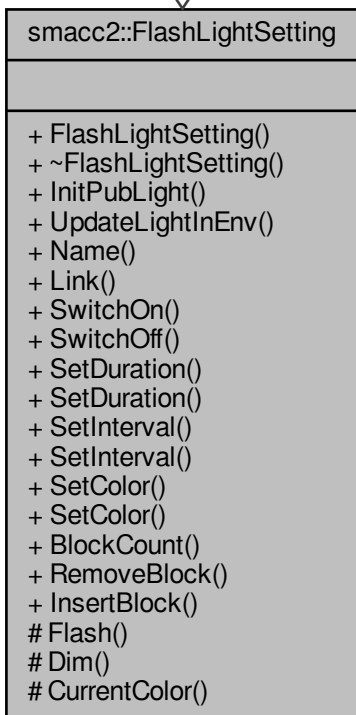 smacc2::FlashLightSetting
+ FlashLightSetting()
+ ~FlashLightSetting()
+ InitPubLight()
+ UpdateLightInEnv()
+ Name()
+ Link()
+ SwitchOn()
+ SwitchOff()
+ SetDuration()
+ SetDuration()
+ SetInterval()
+ SetInterval()
+ SetColor()
+ SetColor()
+ BlockCount()
+ RemoveBlock()
+ InsertBlock()
# Flash()
# Dim()
# CurrentColor()